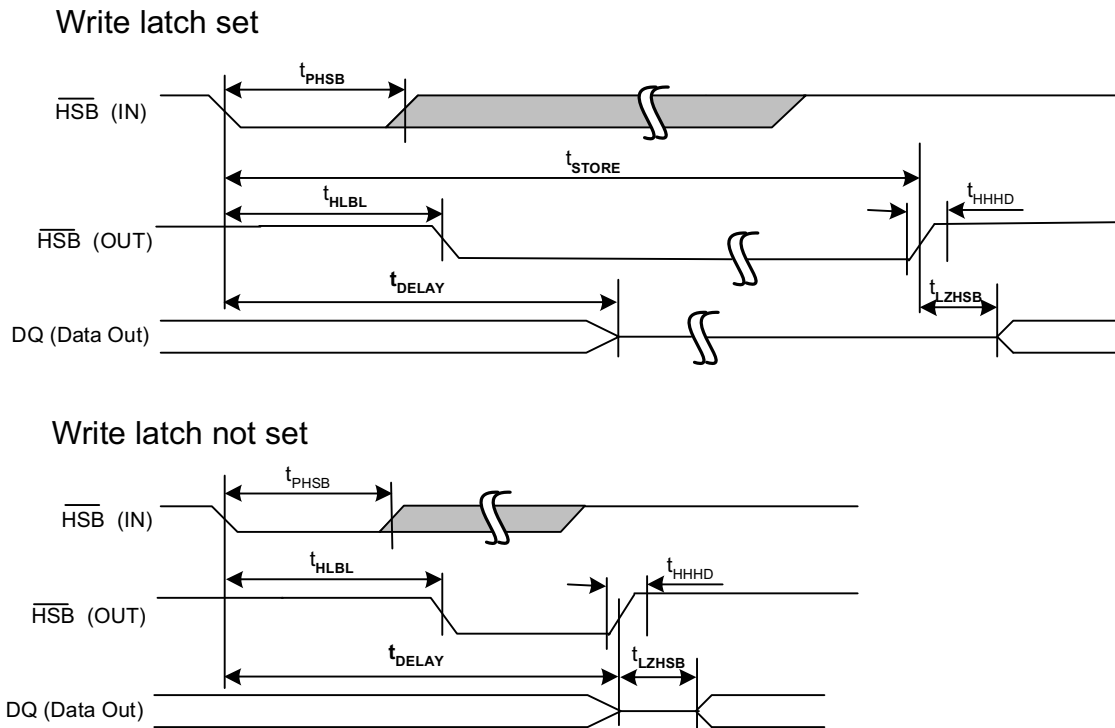 Write latch set
tPHSB
HSB (IN)
tSTORE
tHLBL
tHHHD
HSB (OUT)
tDELAY
tLZHSB
DQ (Data Out)
Write latch not set
tPHSB
HSB (IN)
tHLBL
tHHHD
HSB (OUT)
tDELAY
tLZHSB
DQ (Data Out)